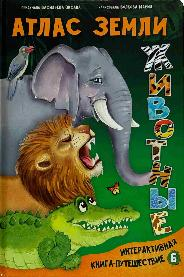 АТЛАС ЗЕМЛИ
ЖИВОТНЫЕ
ИНТЕРАКТИВНАЯ
КНИГА-ПУТЕШЕСТВИЕ 6